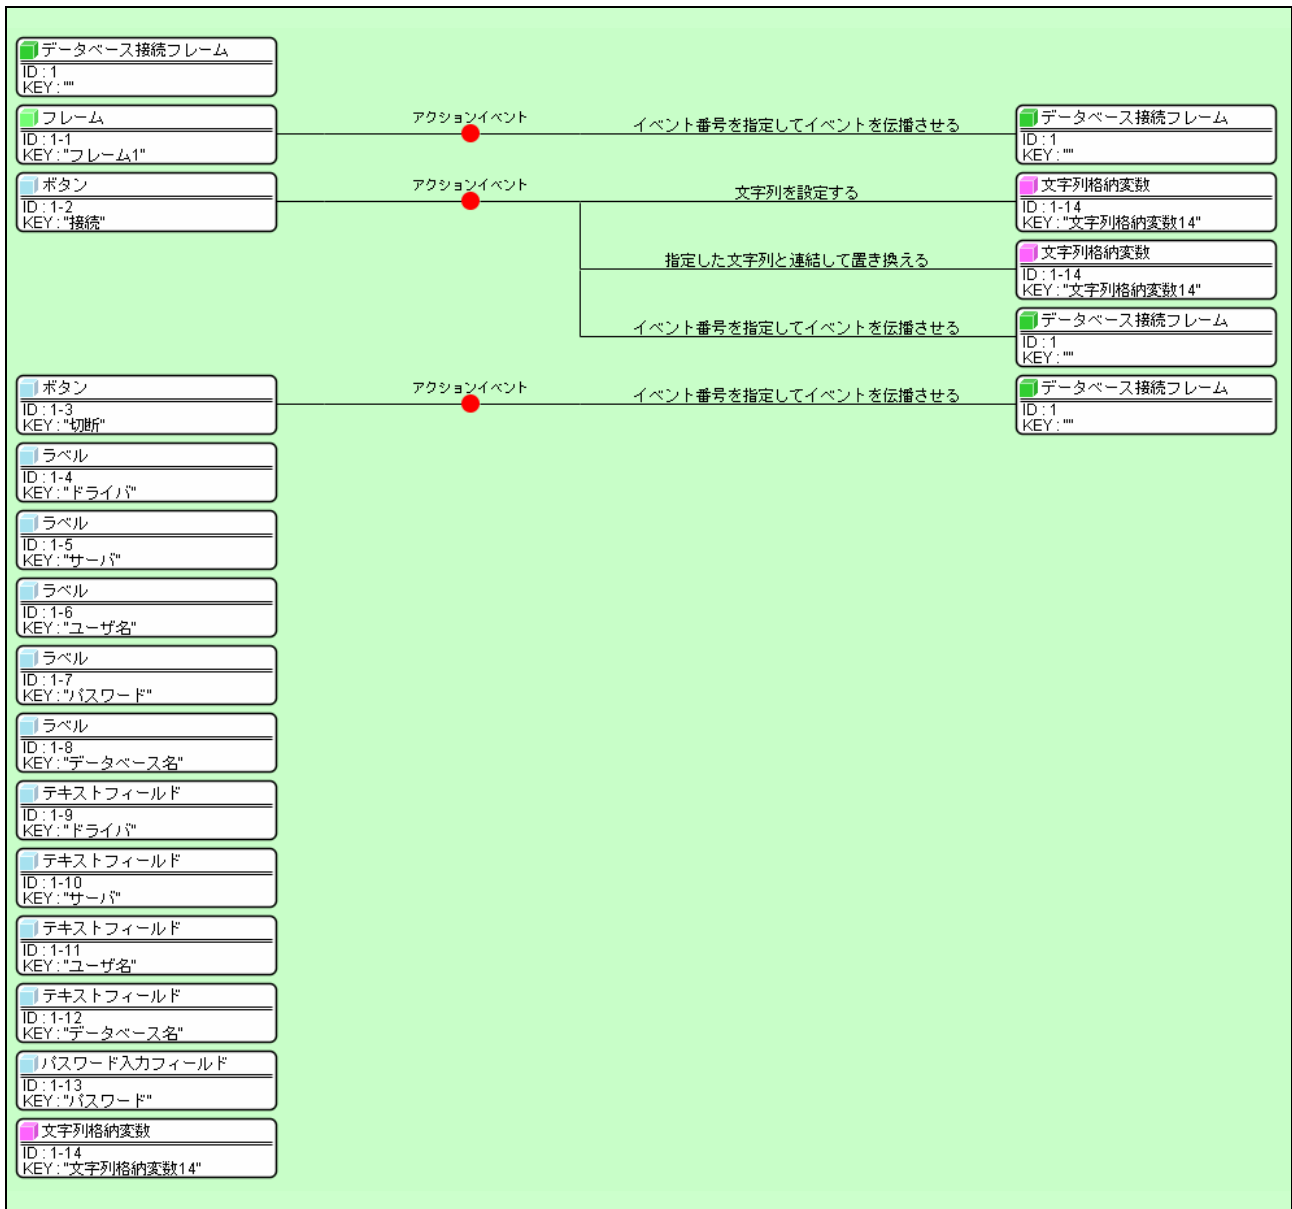 データベース接続フレーム
ID : 1
KEY : ""
フレーム
ID : 1-1
KEY : "フレーム1"
アクションイベント
イベント番号を指定してイベントを伝播させる
データベース接続フレーム
ID : 1
KEY : ""
ボタン
ID : 1-2
KEY : "接続"
アクションイベント
文字列を設定する
文字列格納変数
ID : 1-14
KEY : "文字列格納変数14"
指定した文字列と連結して置き換える
文字列格納変数
ID : 1-14
KEY : "文字列格納変数14"
イベント番号を指定してイベントを伝播させる
データベース接続フレーム
ID : 1
KEY : ""
ボタン
ID : 1-3
KEY : "切断"
アクションイベント
イベント番号を指定してイベントを伝播させる
データベース接続フレーム
ID : 1
KEY : ""
ラベル
ID : 1-4
KEY : "ドライバ"
ラベル
ID : 1-5
KEY : "サーバ"
ラベル
ID : 1-6
KEY : "ユーザ名"
ラベル
ID : 1-7
KEY : "パスワード"
ラベル
ID : 1-8
KEY : "データベース名"
テキストフィールド
ID : 1-9
KEY : "ドライバ"
テキストフィールド
ID : 1-10
KEY : "サーバ"
テキストフィールド
ID : 1-11
KEY : "ユーザ名"
テキストフィールド
ID : 1-12
KEY : "データベース名"
パスワード入力フィールド
ID : 1-13
KEY : "パスワード"
文字列格納変数
ID : 1-14
KEY : "文字列格納変数14"